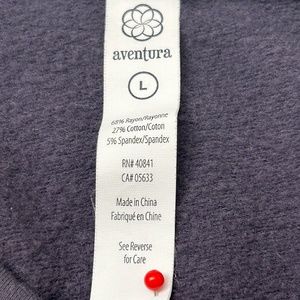 aventura
L
68% Rayon/Rayonne
27% Cotton/Coton
5% Spandex/Spandex
RN# 40841
CA# 05633
Made in China
Fabriqué en Chine
See Reverse
for Care